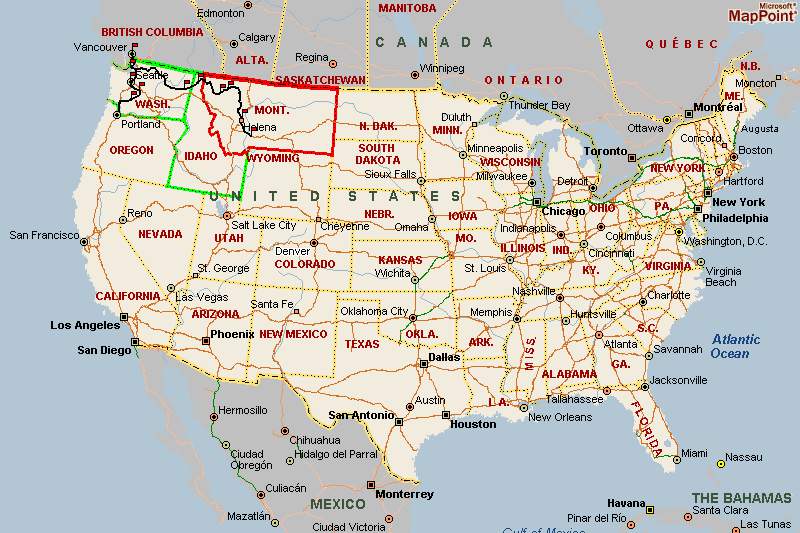 Microsoft®
MapPoint®
MANITOBA
Edmonton
BRITISH COLUMBIA
Calgary
Vancouver
CANADA
QUÉBEC
ALTA.
Regina
SASKATCHEWAN
Winnipeg
ONTARIO
N.B.
Moncton
Seattle
WASH.
MONT.
Thunder Bay
ME.
Montréal
Portland
Helena
N. DAK.
Duluth
MINN.
Ottawa
Augusta
OREGON
IDAHO
WYOMING
SOUTH
DAKOTA
Minneapolis
WISCONSIN
Toronto
Concord
Boston
Sioux Falls
Milwaukee
Detroit
NEW YORK
Hartford
UNITED STATES
Chicago
New York
Philadelphia
Reno
Salt Lake City
Cheyenne
NEBR.
Omaha
IOWA
OHIO
PA.
San Francisco
NEVADA
UTAH
Denver
MO.
Indianapolis
Columbus
Washington, D.C.
ILLINOIS
IND.
Cincinnati
COLORADO
KANSAS
St. Louis
St. George
Wichita
KY.
VIRGINIA
Virginia
Beach
CALIFORNIA
Las Vegas
Santa Fe
Oklahoma City
Nashville
Charlotte
Los Angeles
ARIZONA
Memphis
Huntsville
San Diego
Phoenix
NEW MEXICO
TEXAS
OKLA.
ARK.
MISS.
Atlanta
S.C.
Atlantic
Ocean
Dallas
ALABAMA
GA.
Savannah
Jacksonville
Austin
LA.
Tallahassee
Hermosillo
San Antonio
Houston
New Orleans
FLORIDA
Chihuahua
Ciudad
Obregón
Hidalgo del Parral
Miami
Nassau
Culiacán
MEXICO
Monterrey
Havana
THE BAHAMAS
Santa Clara
Mazatlán
Ciudad Victoria
Pinar del Río
Las Tunas
Gulf of Mexico